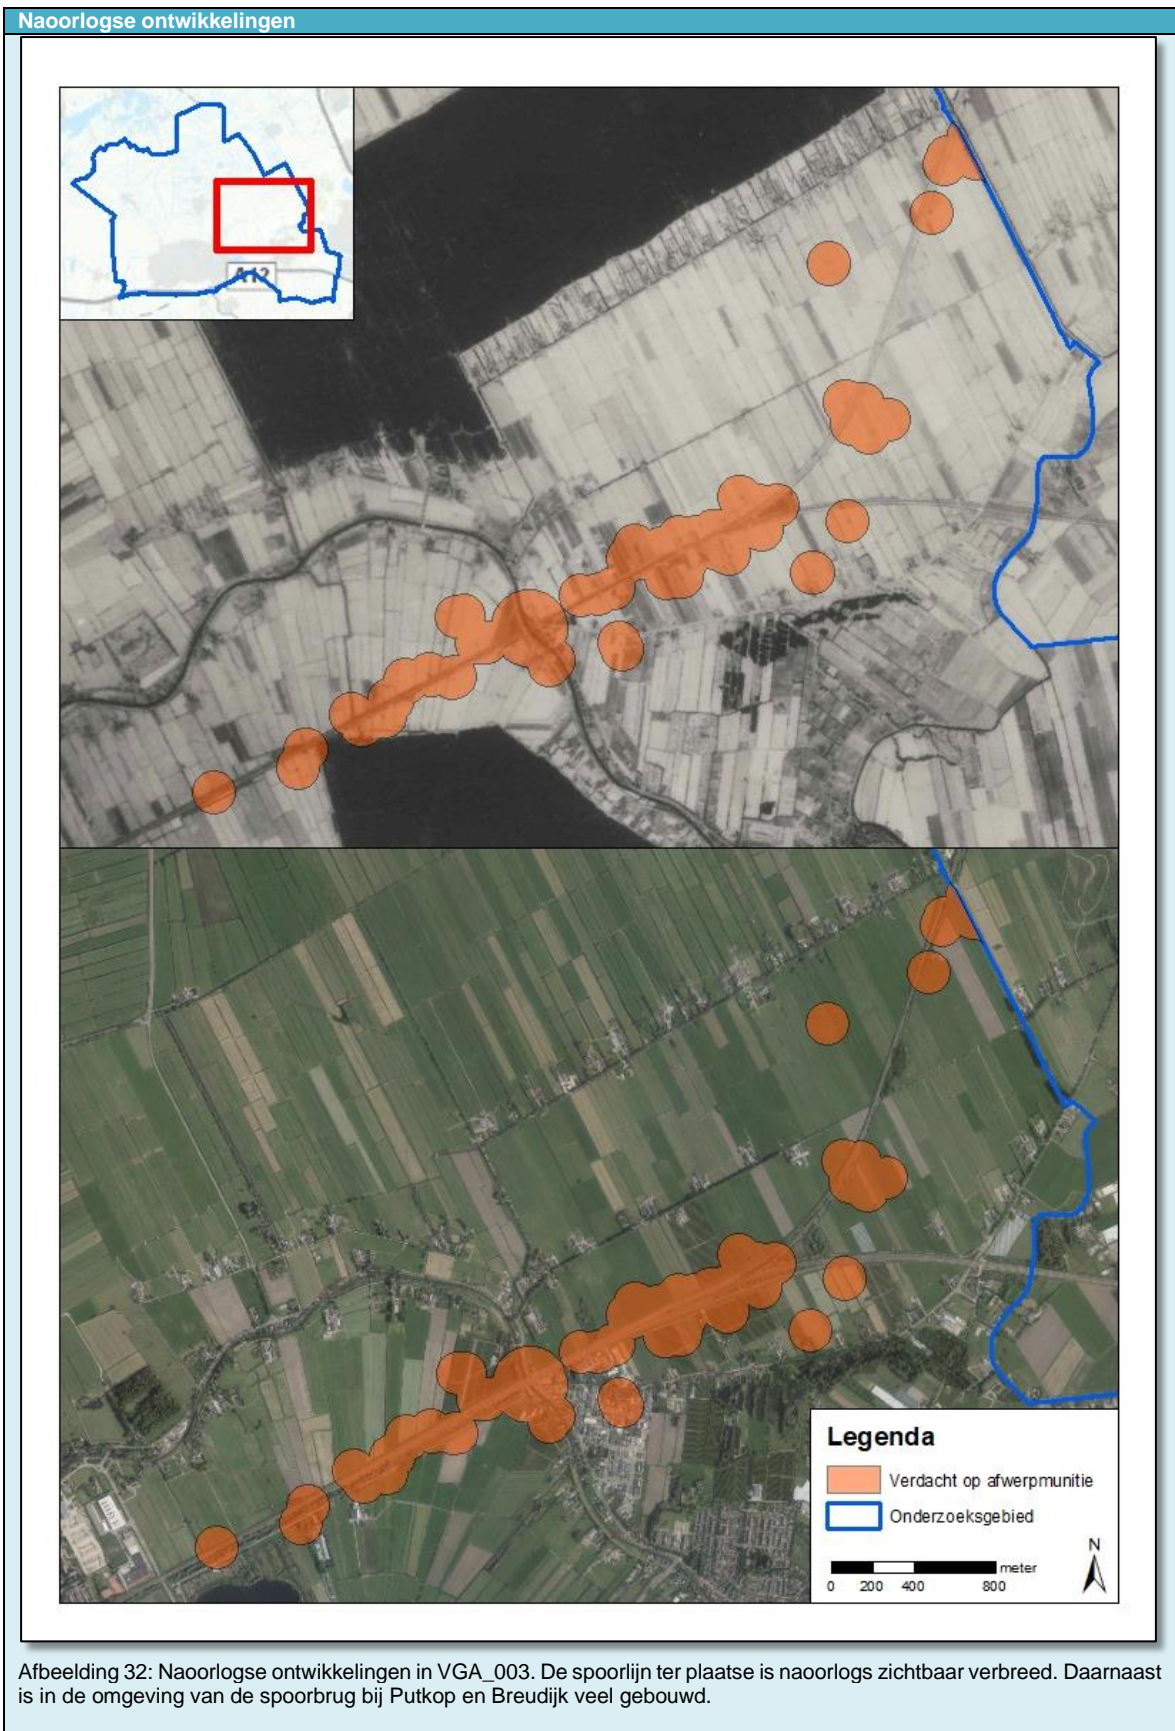 Naoorlogse ontwikkelingen
A12
Legenda
Verdacht op afwerpmunitie
Onderzoeksgebied
N
meter
0 200 400 800
Afbeelding 32: Naoorlogse ontwikkelingen in VGA_003. De spoorlijn ter plaatse is naoorlogs zichtbaar verbreed. Daarnaast
is in de omgeving van de spoorbrug bij Putkop en Breudijk veel gebouwd.